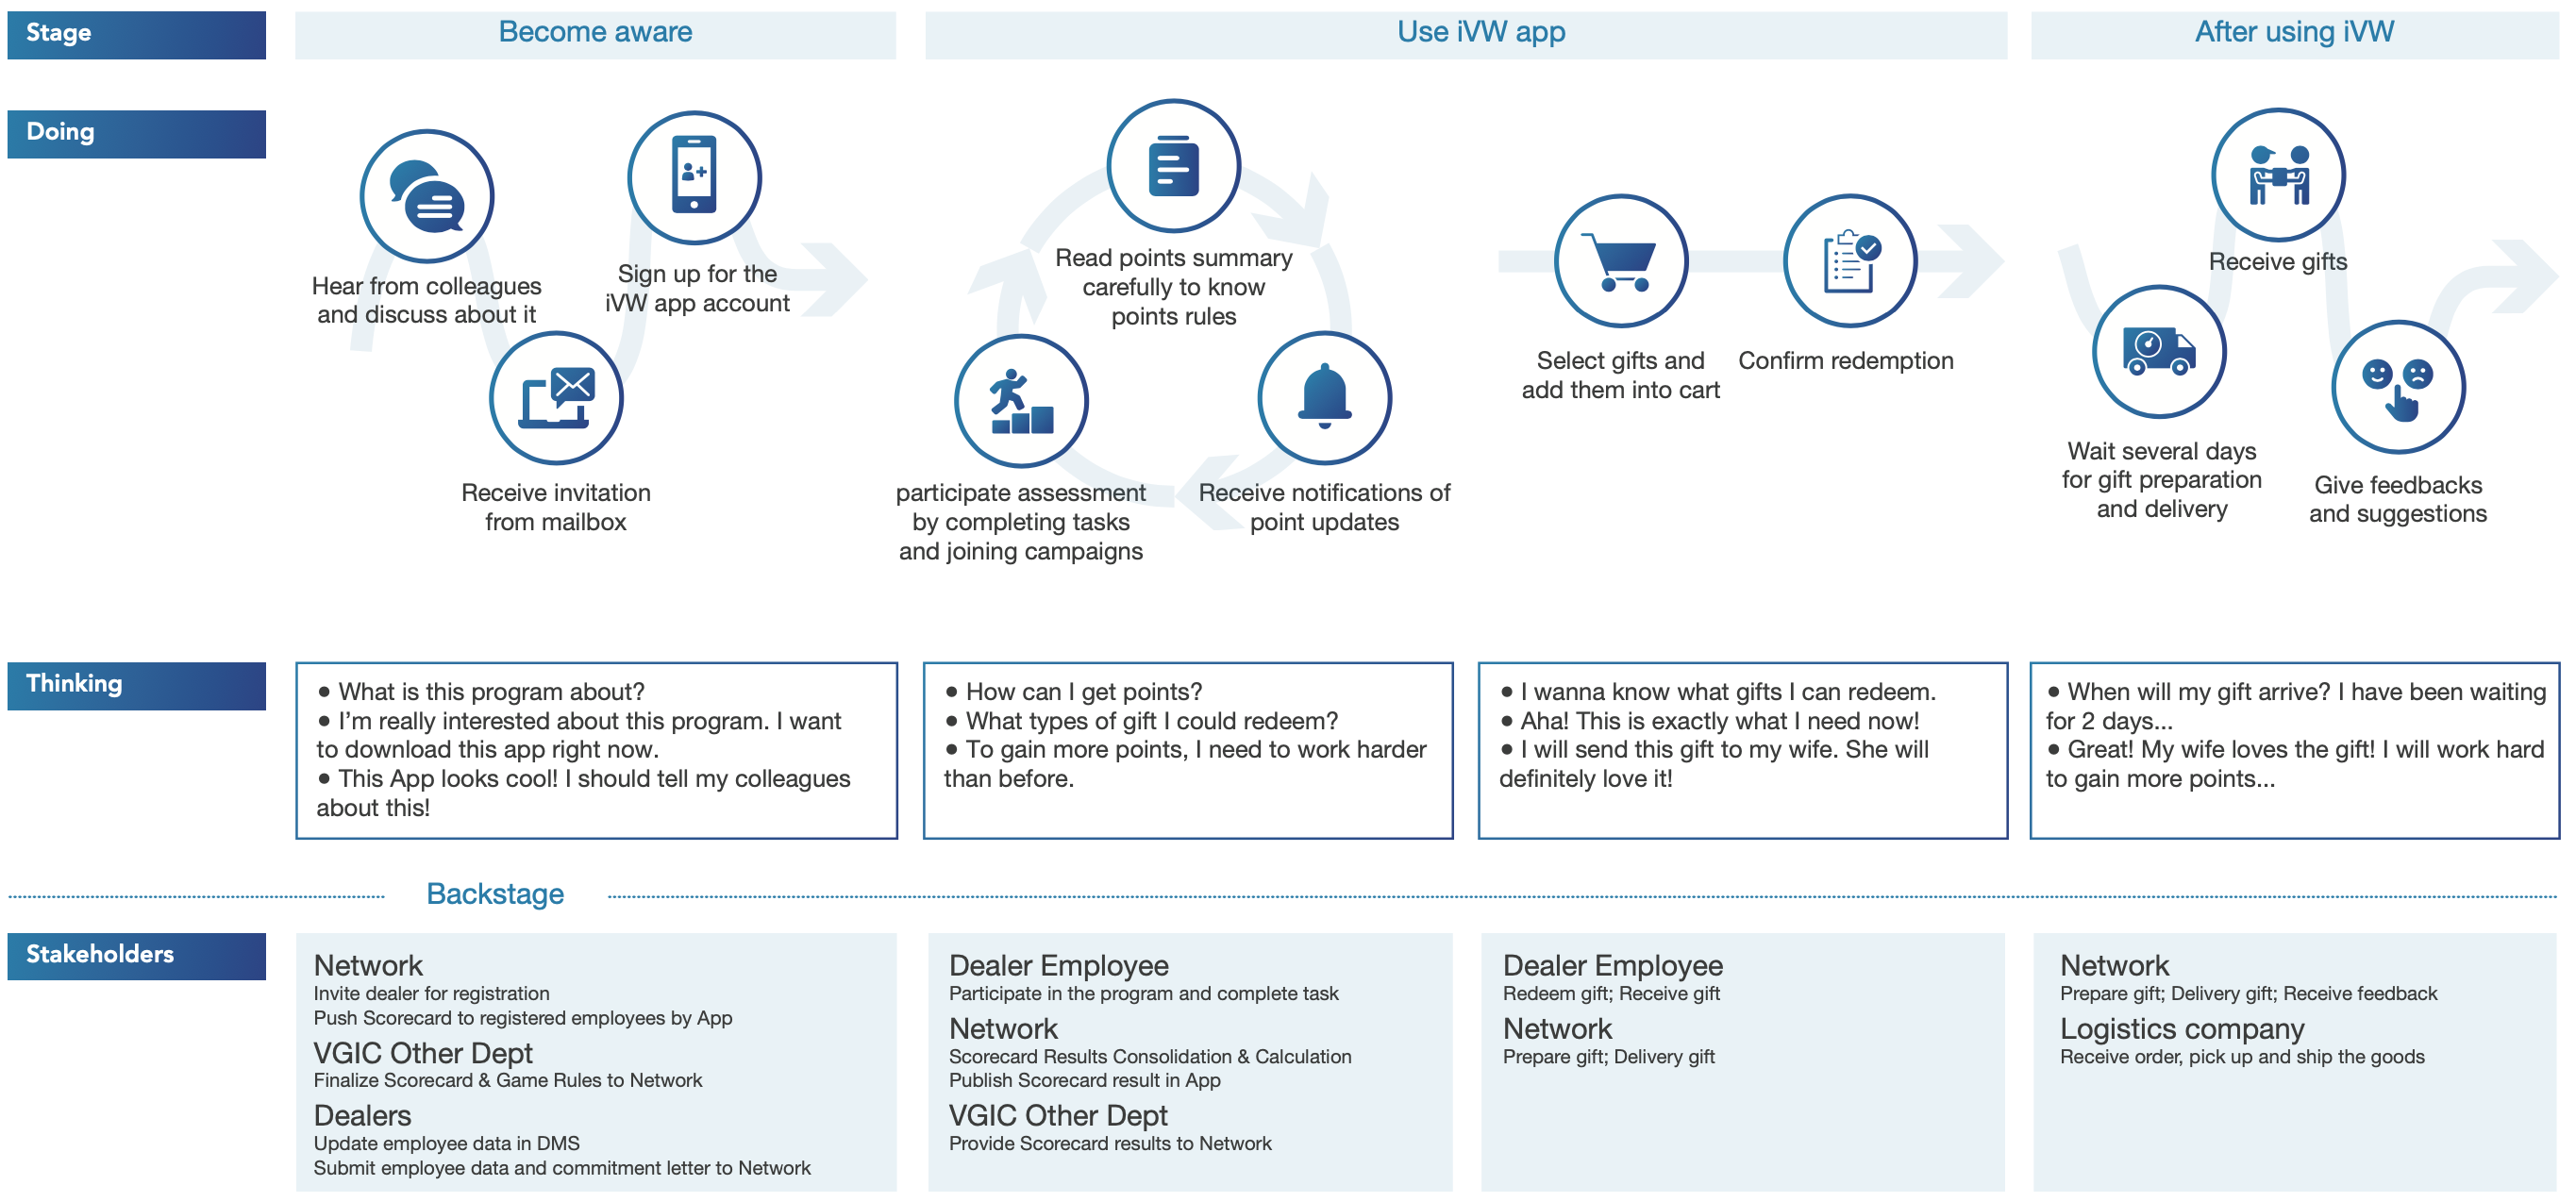 Stage
Become aware
Use iVW app
After using iVW
Doing
Hear from colleagues
and discuss about it
Receive invitation
from mailbox
Sign up for the
iVW app account
Read points summary
carefully to know
points rules
Receive notifications of
point updates
participate assessment
by completing tasks
and joining campaigns
Select gifts and
add them into cart
Confirm redemption
Wait several days
for gift preparation
and delivery
Receive gifts
Give feedbacks
and suggestions
Thinking
● What is this program about?
● I’m really interested about this program. I want
to download this app right now.
● This App looks cool! I should tell my colleagues
about this!
● How can I get points?
● What types of gift I could redeem?
● To gain more points, I need to work harder
than before.
● I wanna know what gifts I can redeem.
● Aha! This is exactly what I need now!
● I will send this gift to my wife. She will
definitely love it!
● When will my gift arrive? I have been waiting
for 2 days...
● Great! My wife loves the gift! I will work hard
to gain more points...
Backstage
Stakeholders
Network
Invite dealer for registration
Push Scorecard to registered employees by App
VGIC Other Dept
Finalize Scorecard & Game Rules to Network
Dealers
Update employee data in DMS
Submit employee data and commitment letter to Network
Dealer Employee
Participate in the program and complete task
Network
Scorecard Results Consolidation & Calculation
Publish Scorecard result in App
VGIC Other Dept
Provide Scorecard results to Network
Dealer Employee
Redeem gift; Receive gift
Network
Prepare gift; Delivery gift
Network
Prepare gift; Delivery gift; Receive feedback
Logistics company
Receive order, pick up and ship the goods